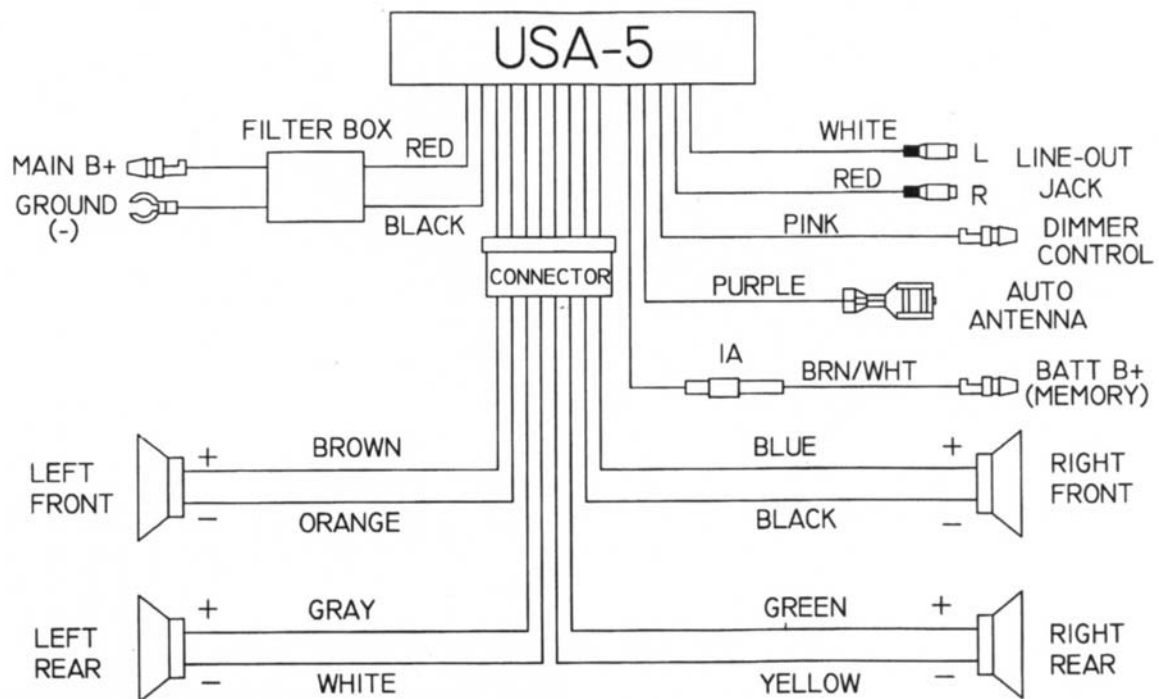 USA-5
FILTER BOX
MAIN B+
RED
GROUND
(-)
BLACK
CONNECTOR
WHITE
L
LINE-OUT
JACK
RED
R
PINK
DIMMER
CONTROL
PURPLE
AUTO
ANTENNA
1A
BRN/WHT
BATT B+
(MEMORY)
LEFT
FRONT
+
BROWN
−
ORANGE
BLUE
+
BLACK
−
RIGHT
FRONT
LEFT
REAR
+
GRAY
−
WHITE
GREEN
+
YELLOW
−
RIGHT
REAR